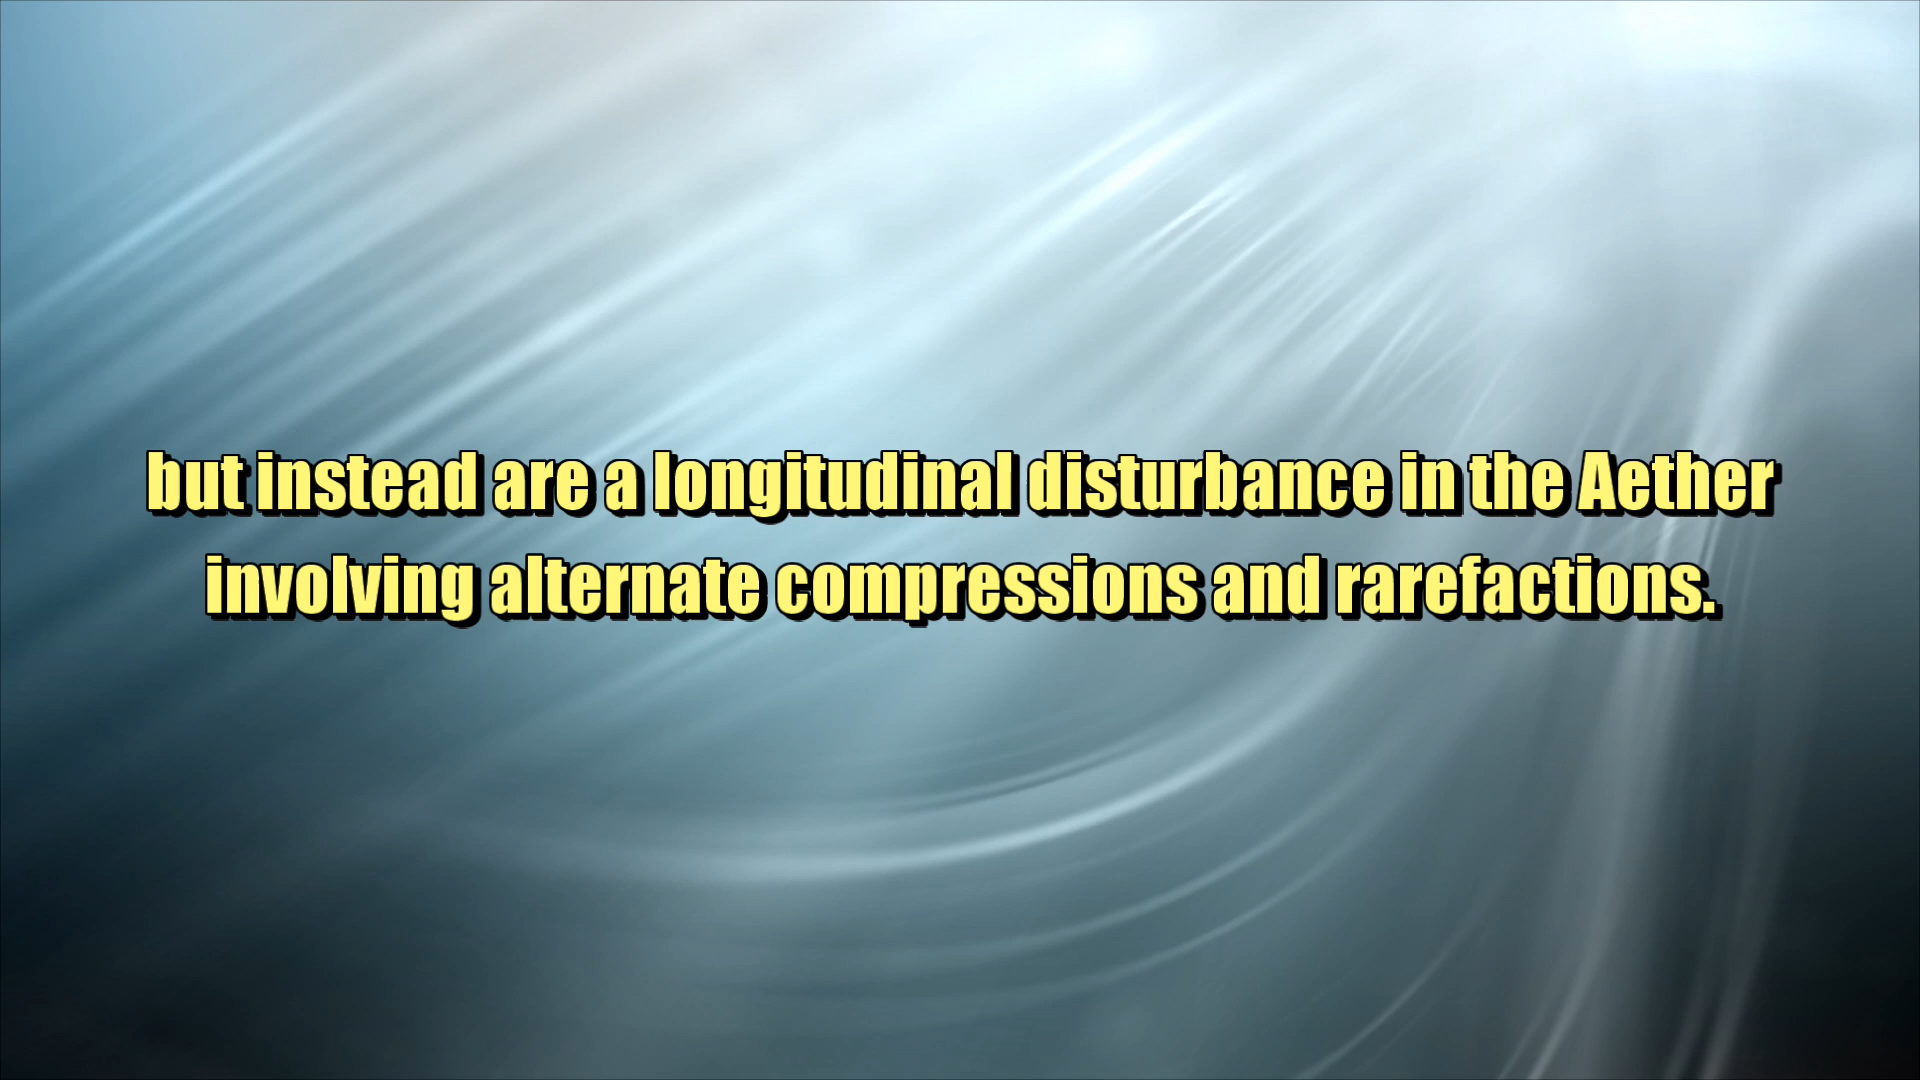 but instead are a longitudinal disturbance in the Aether
involving alternate compressions and rarefactions.